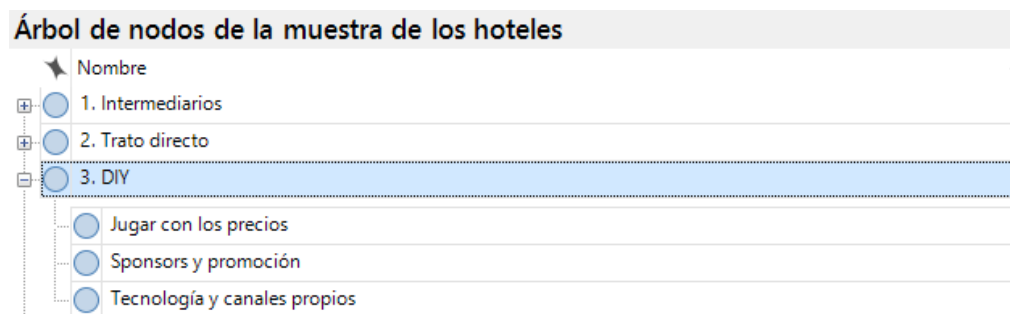 Árbol de nodos de la muestra de los hoteles
Nombre
1. Intermediarios
2. Trato directo
3. DIY
Jugar con los precios
Sponsors y promoción
Tecnología y canales propios